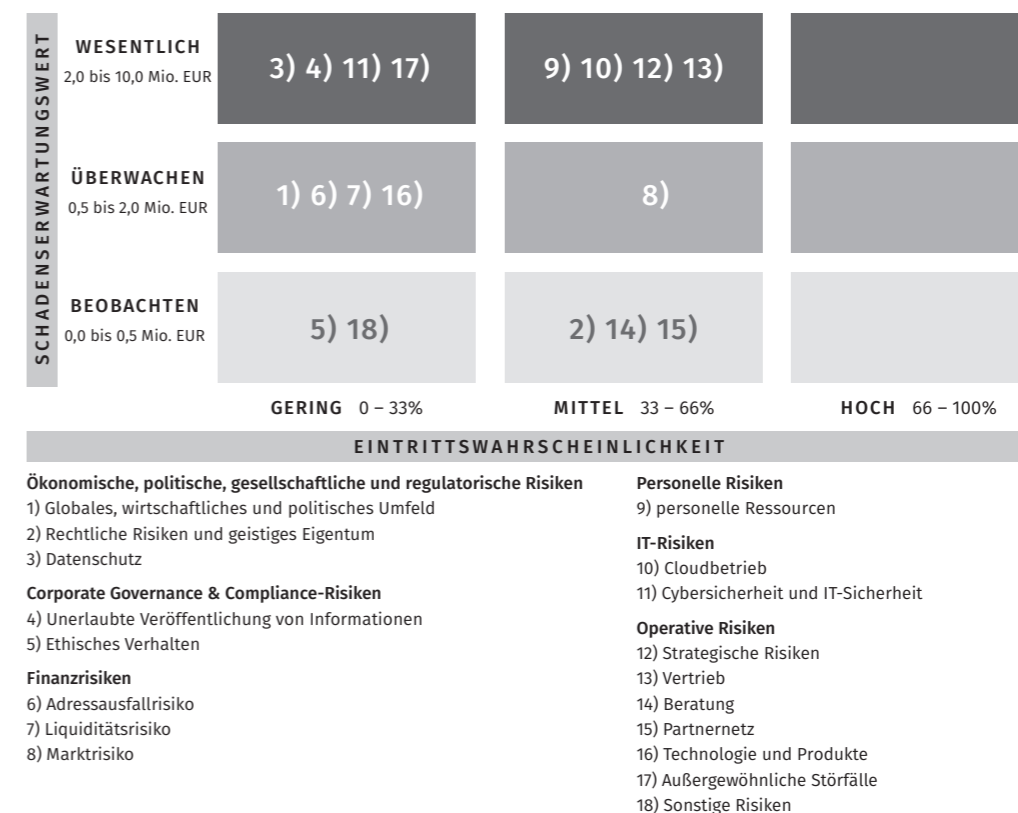 SCHADENSERWARTUNGSWERT
WESENTLICH
2,0 bis 10,0 Mio. EUR
3) 4) 11) 17)
9) 10) 12) 13)
ÜBERWACHEN
0,5 bis 2,0 Mio. EUR
1) 6) 7) 16)
8)
BEOBACHTEN
0,0 bis 0,5 Mio. EUR
5) 18)
2) 14) 15)
GERING 0 – 33%
MITTEL 33 – 66%
HOCH 66 – 100%
EINTRITTSWAHRSCHEINLICHKEIT
Ökonomische, politische, gesellschaftliche und regulatorische Risiken
1) Globales, wirtschaftliches und politisches Umfeld
2) Rechtliche Risiken und geistiges Eigentum
3) Datenschutz
Corporate Governance & Compliance-Risiken
4) Unerlaubte Veröffentlichung von Informationen
5) Ethisches Verhalten
Finanzrisiken
6) Adressausfallrisiko
7) Liquiditätsrisiko
8) Marktrisiko
Personelle Risiken
9) personelle Ressourcen
IT-Risiken
10) Cloudbetrieb
11) Cybersicherheit und IT-Sicherheit
Operative Risiken
12) Strategische Risiken
13) Vertrieb
14) Beratung
15) Partnernetz
16) Technologie und Produkte
17) Außergewöhnliche Störfälle
18) Sonstige Risiken